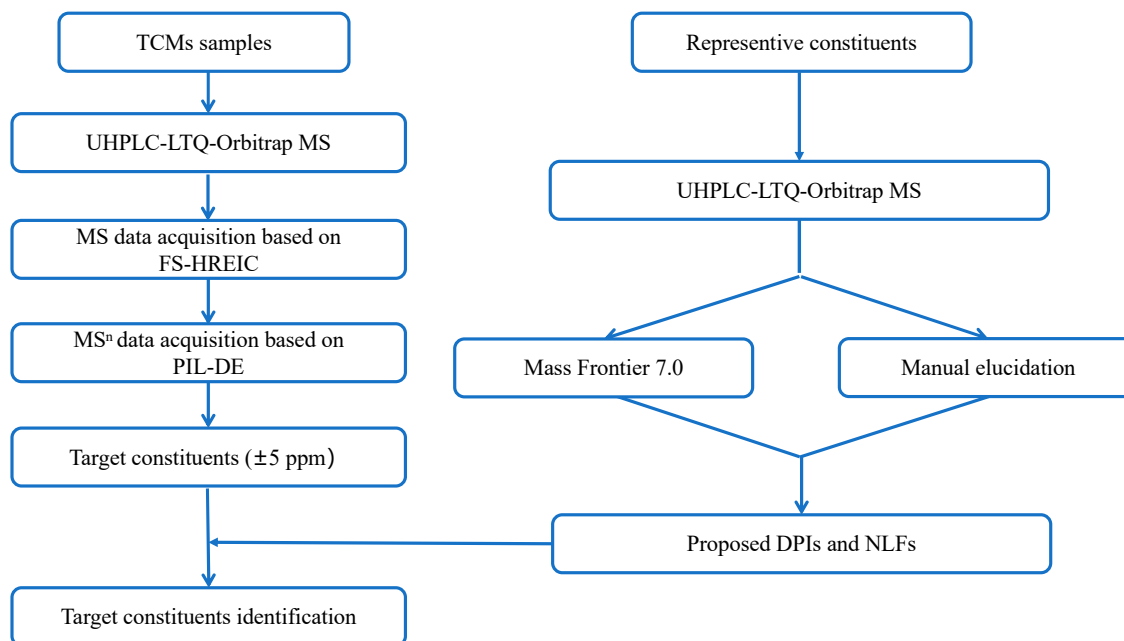 TCMs samples
UHPLC-LTQ-Orbitrap MS
MS data acquisition based on
FS-HREIC
MSⁿ data acquisition based on
PIL-DE
Target constituents (±5 ppm)
Target constituents identification
Representive constituents
UHPLC-LTQ-Orbitrap MS
Mass Frontier 7.0
Manual elucidation
Proposed DPIs and NLFs